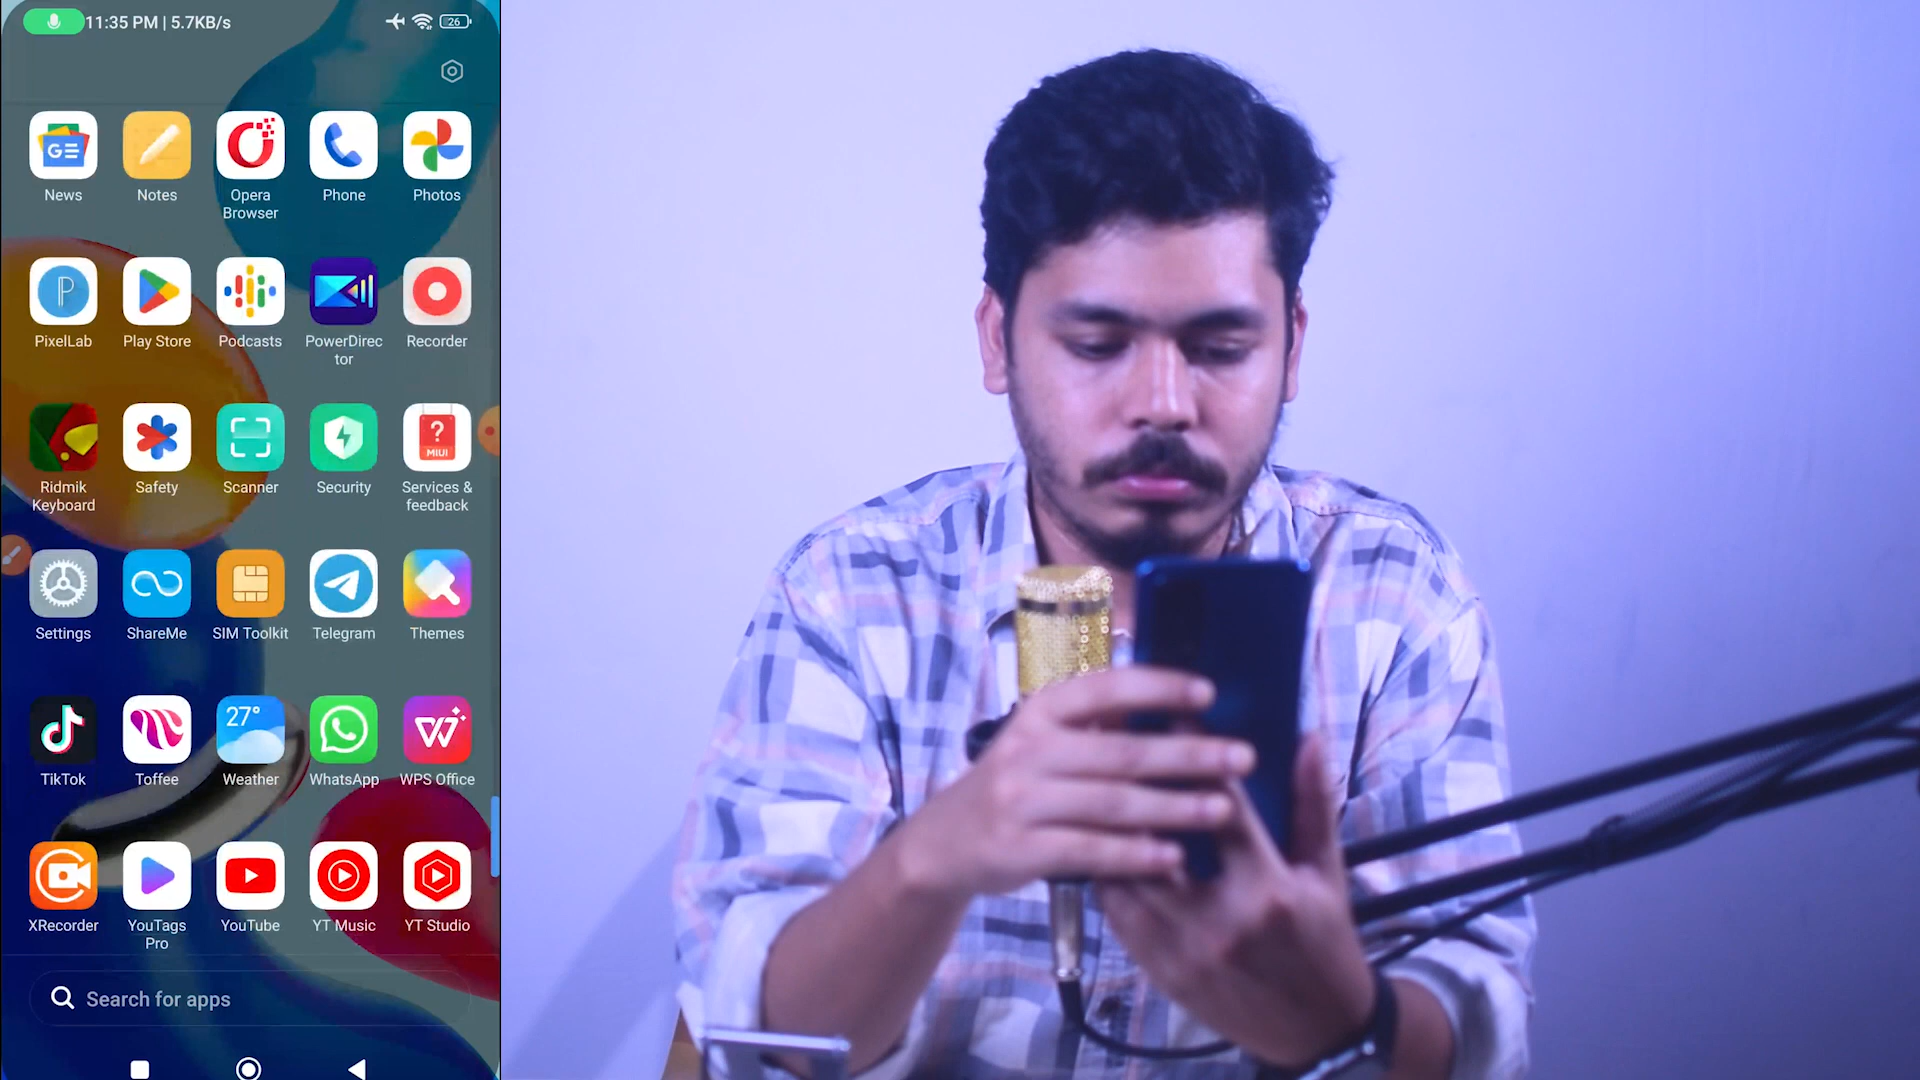 11:35 PM | 5.7KB/s
26
GE
News
Notes
Opera
Browser
Phone
Photos
P
PixelLab
Play Store
Podcasts
PowerDirec
tor
Recorder
?
MIUI
Ridmik
Keyboard
Safety
Scanner
Security
Services &
feedback
Settings
ShareMe
SIM Toolkit
Telegram
Themes
27°
W
TikTok
Toffee
Weather
WhatsApp
WPS Office
XRecorder
YouTags
Pro
YouTube
YT Music
YT Studio
Search for apps